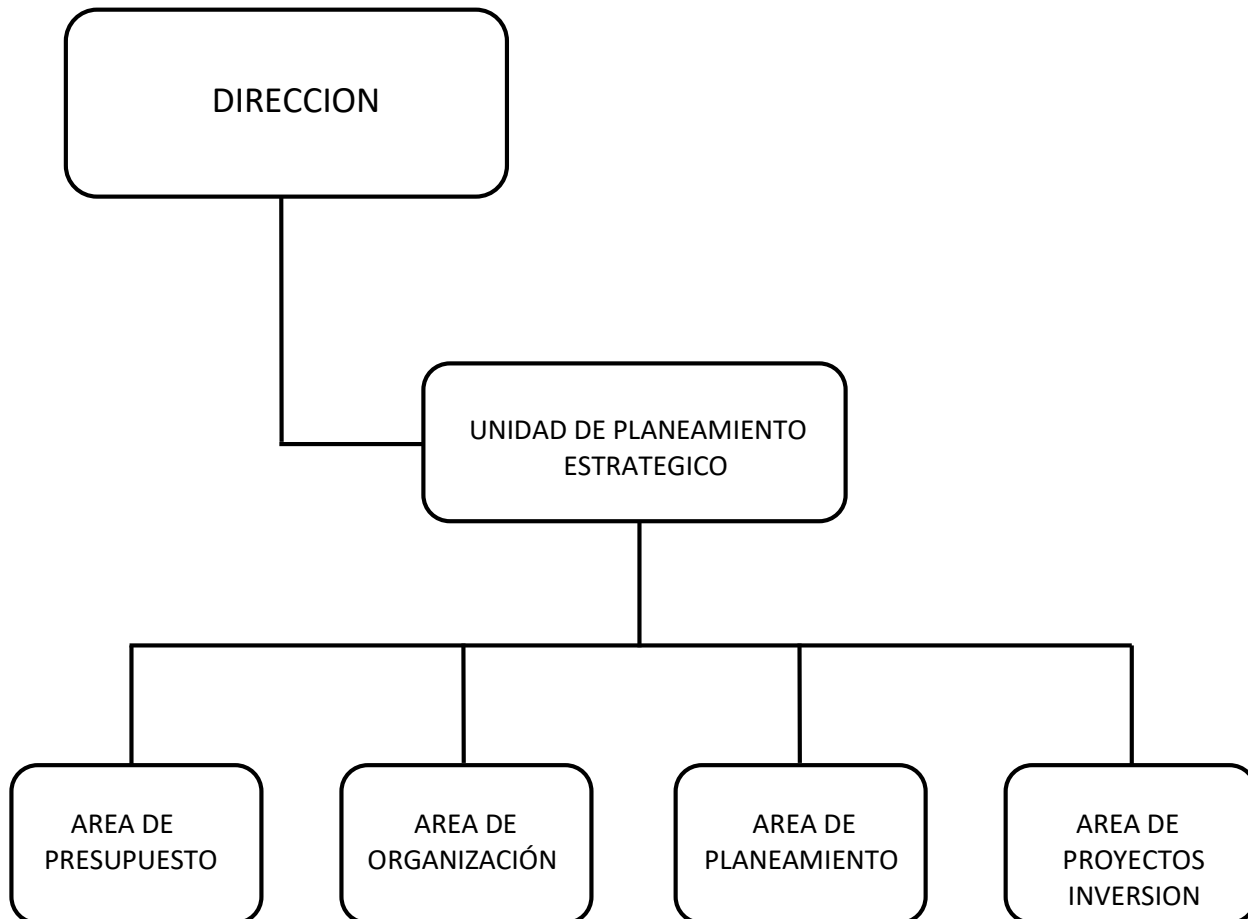 DIRECCION
UNIDAD DE PLANEAMIENTO
ESTRATEGICO
AREA DE
PRESUPUESTO
AREA DE
ORGANIZACIÓN
AREA DE
PLANEAMIENTO
AREA DE
PROYECTOS
INVERSION